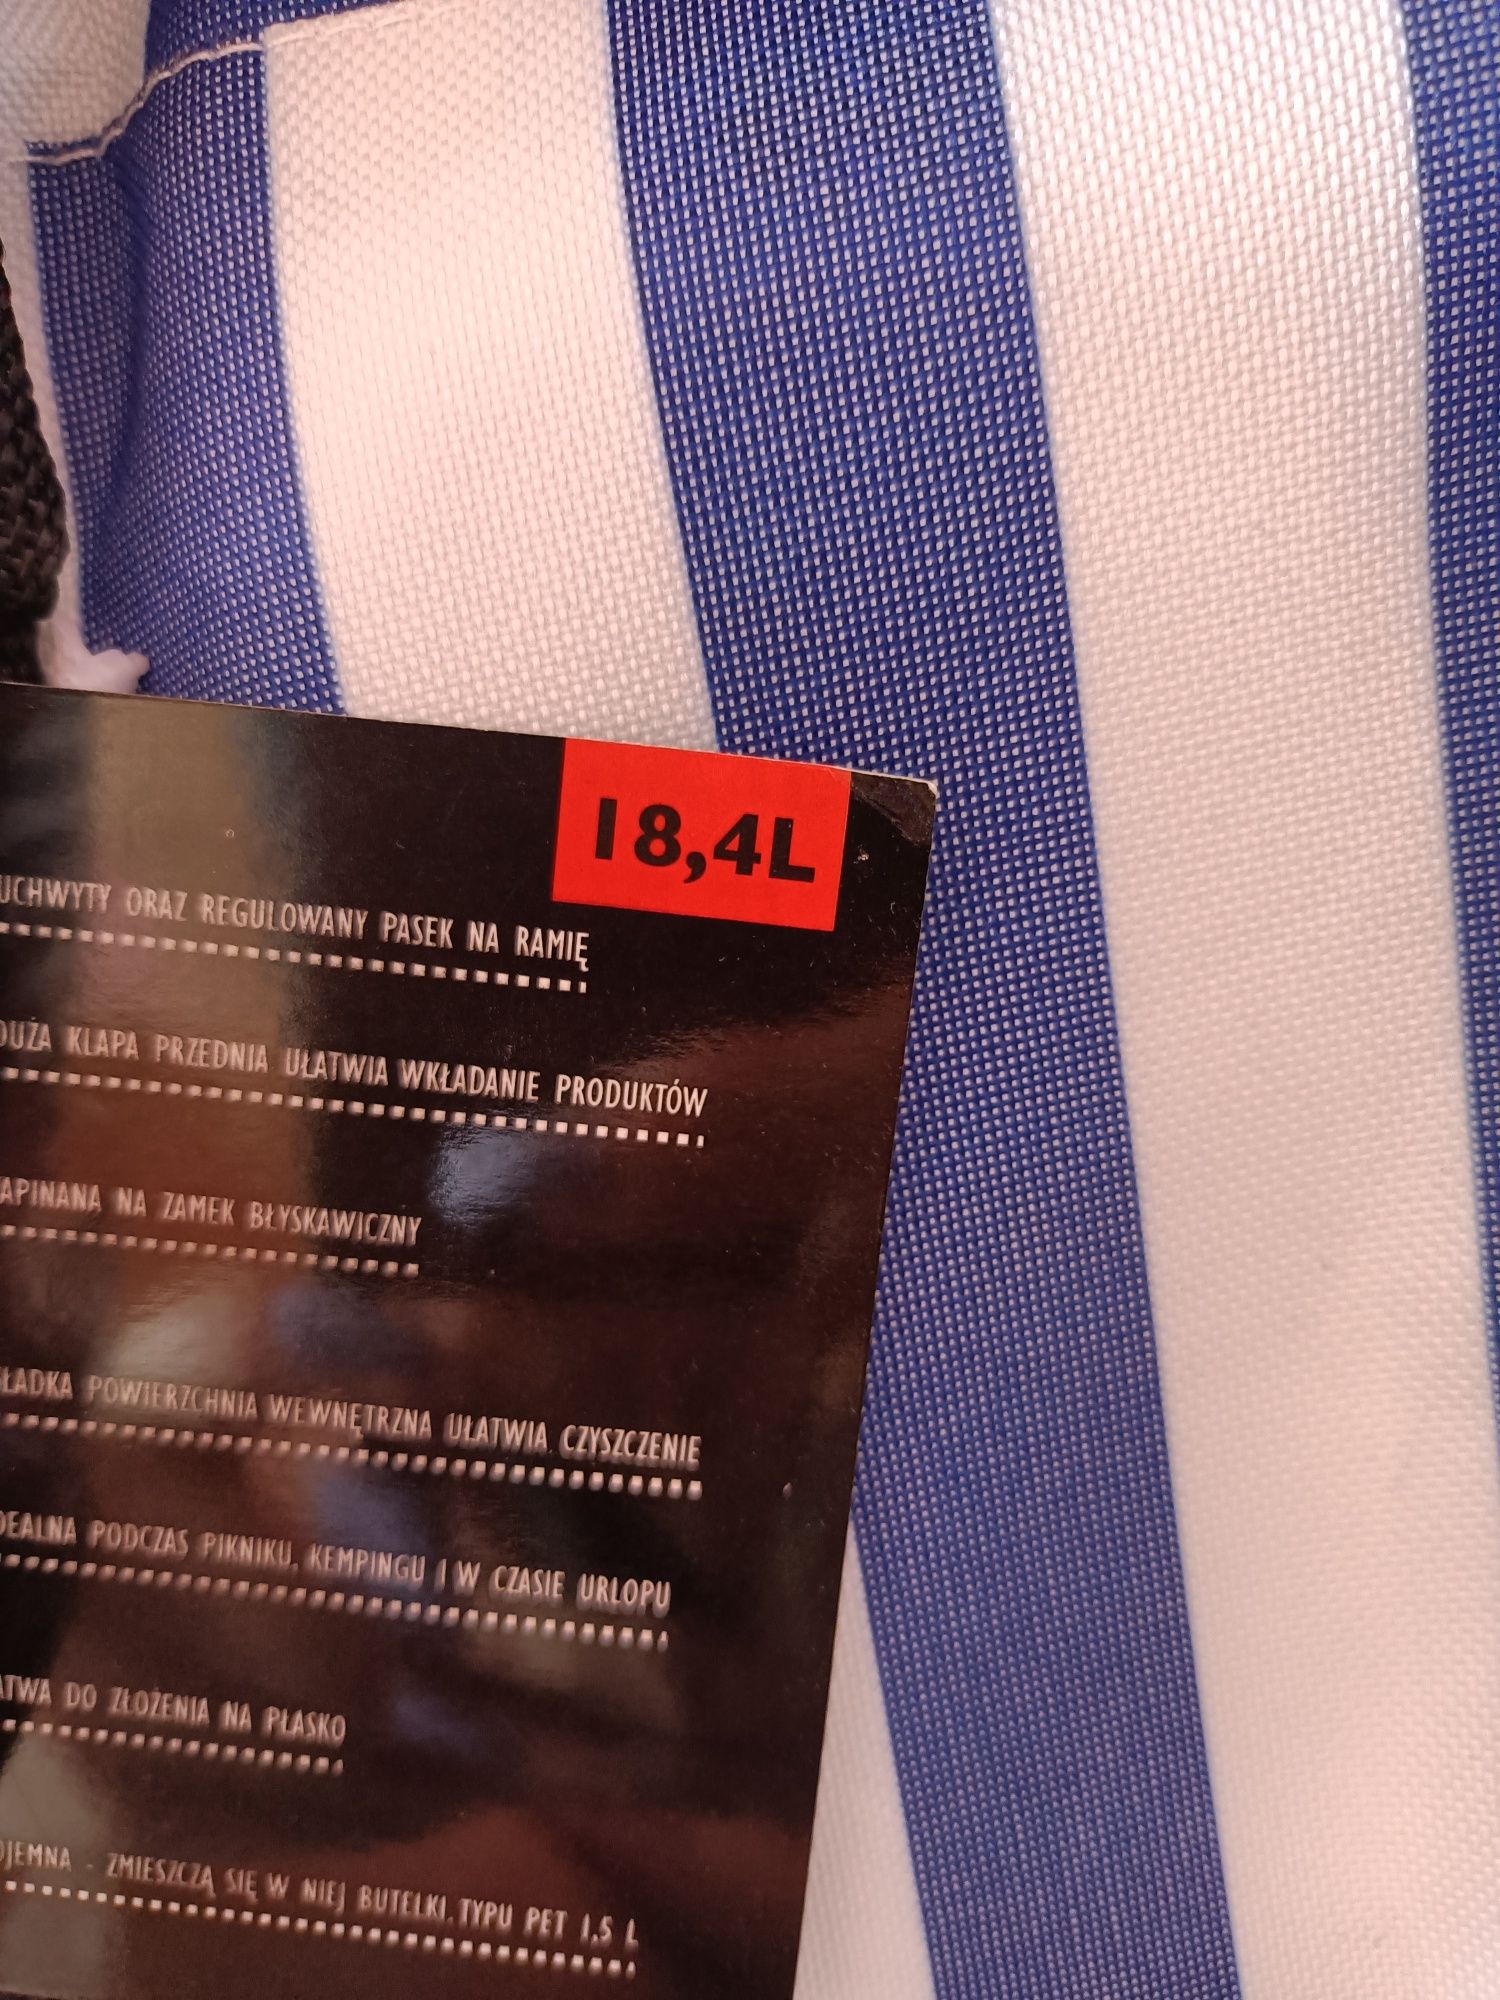 18,4L
UCHWYTY ORAZ REGULOWANY PASEK NA RAMIĘ
DUŻA KLAPA PRZEDNIA UŁATWIA WKŁADANIE PRODUKTÓW
APINANA NA ZAMEK BŁYSKAWICZNY
ŁADKA POWIERZCHNIA WEWNĘTRZNA UŁATWIA CZYSZCZENIE
DEALNA PODCZAS PIKNIKU, KEMPINGU I W CZASIE URLOPU
ATWA DO ZŁOŻENIA NA PŁASKO
OJEMNA - ZMIESZCZĄ SIĘ W NIEJ BUTELKI TYPU PET 1,5 L